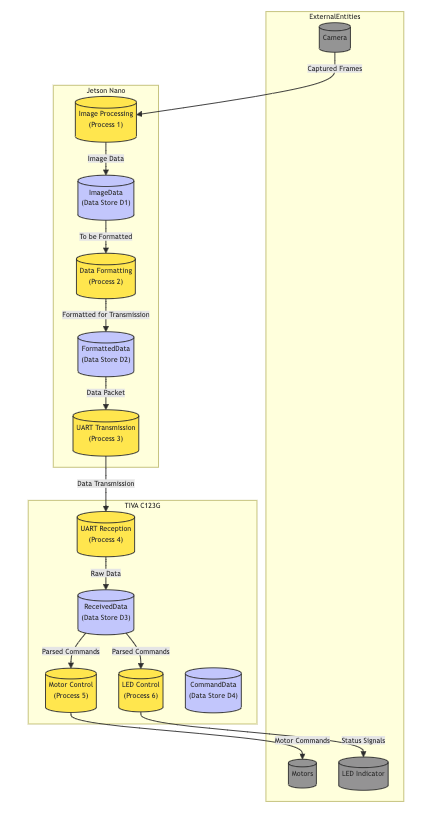 ExternalEntities
Camera
Captured Frames
Jetson Nano
Image Processing
(Process 1)
Image Data
ImageData
(Data Store D1)
To be Formatted
Data Formatting
(Process 2)
Formatted for Transmission
FormattedData
(Data Store D2)
Data Packet
UART Transmission
(Process 3)
Data Transmission
TIVA C123G
UART Reception
(Process 4)
Raw Data
ReceivedData
(Data Store D3)
Parsed Commands
Parsed Commands
Motor Control
(Process 5)
LED Control
(Process 6)
CommandData
(Data Store D4)
Motor Commands
Status Signals
Motors
LED Indicator